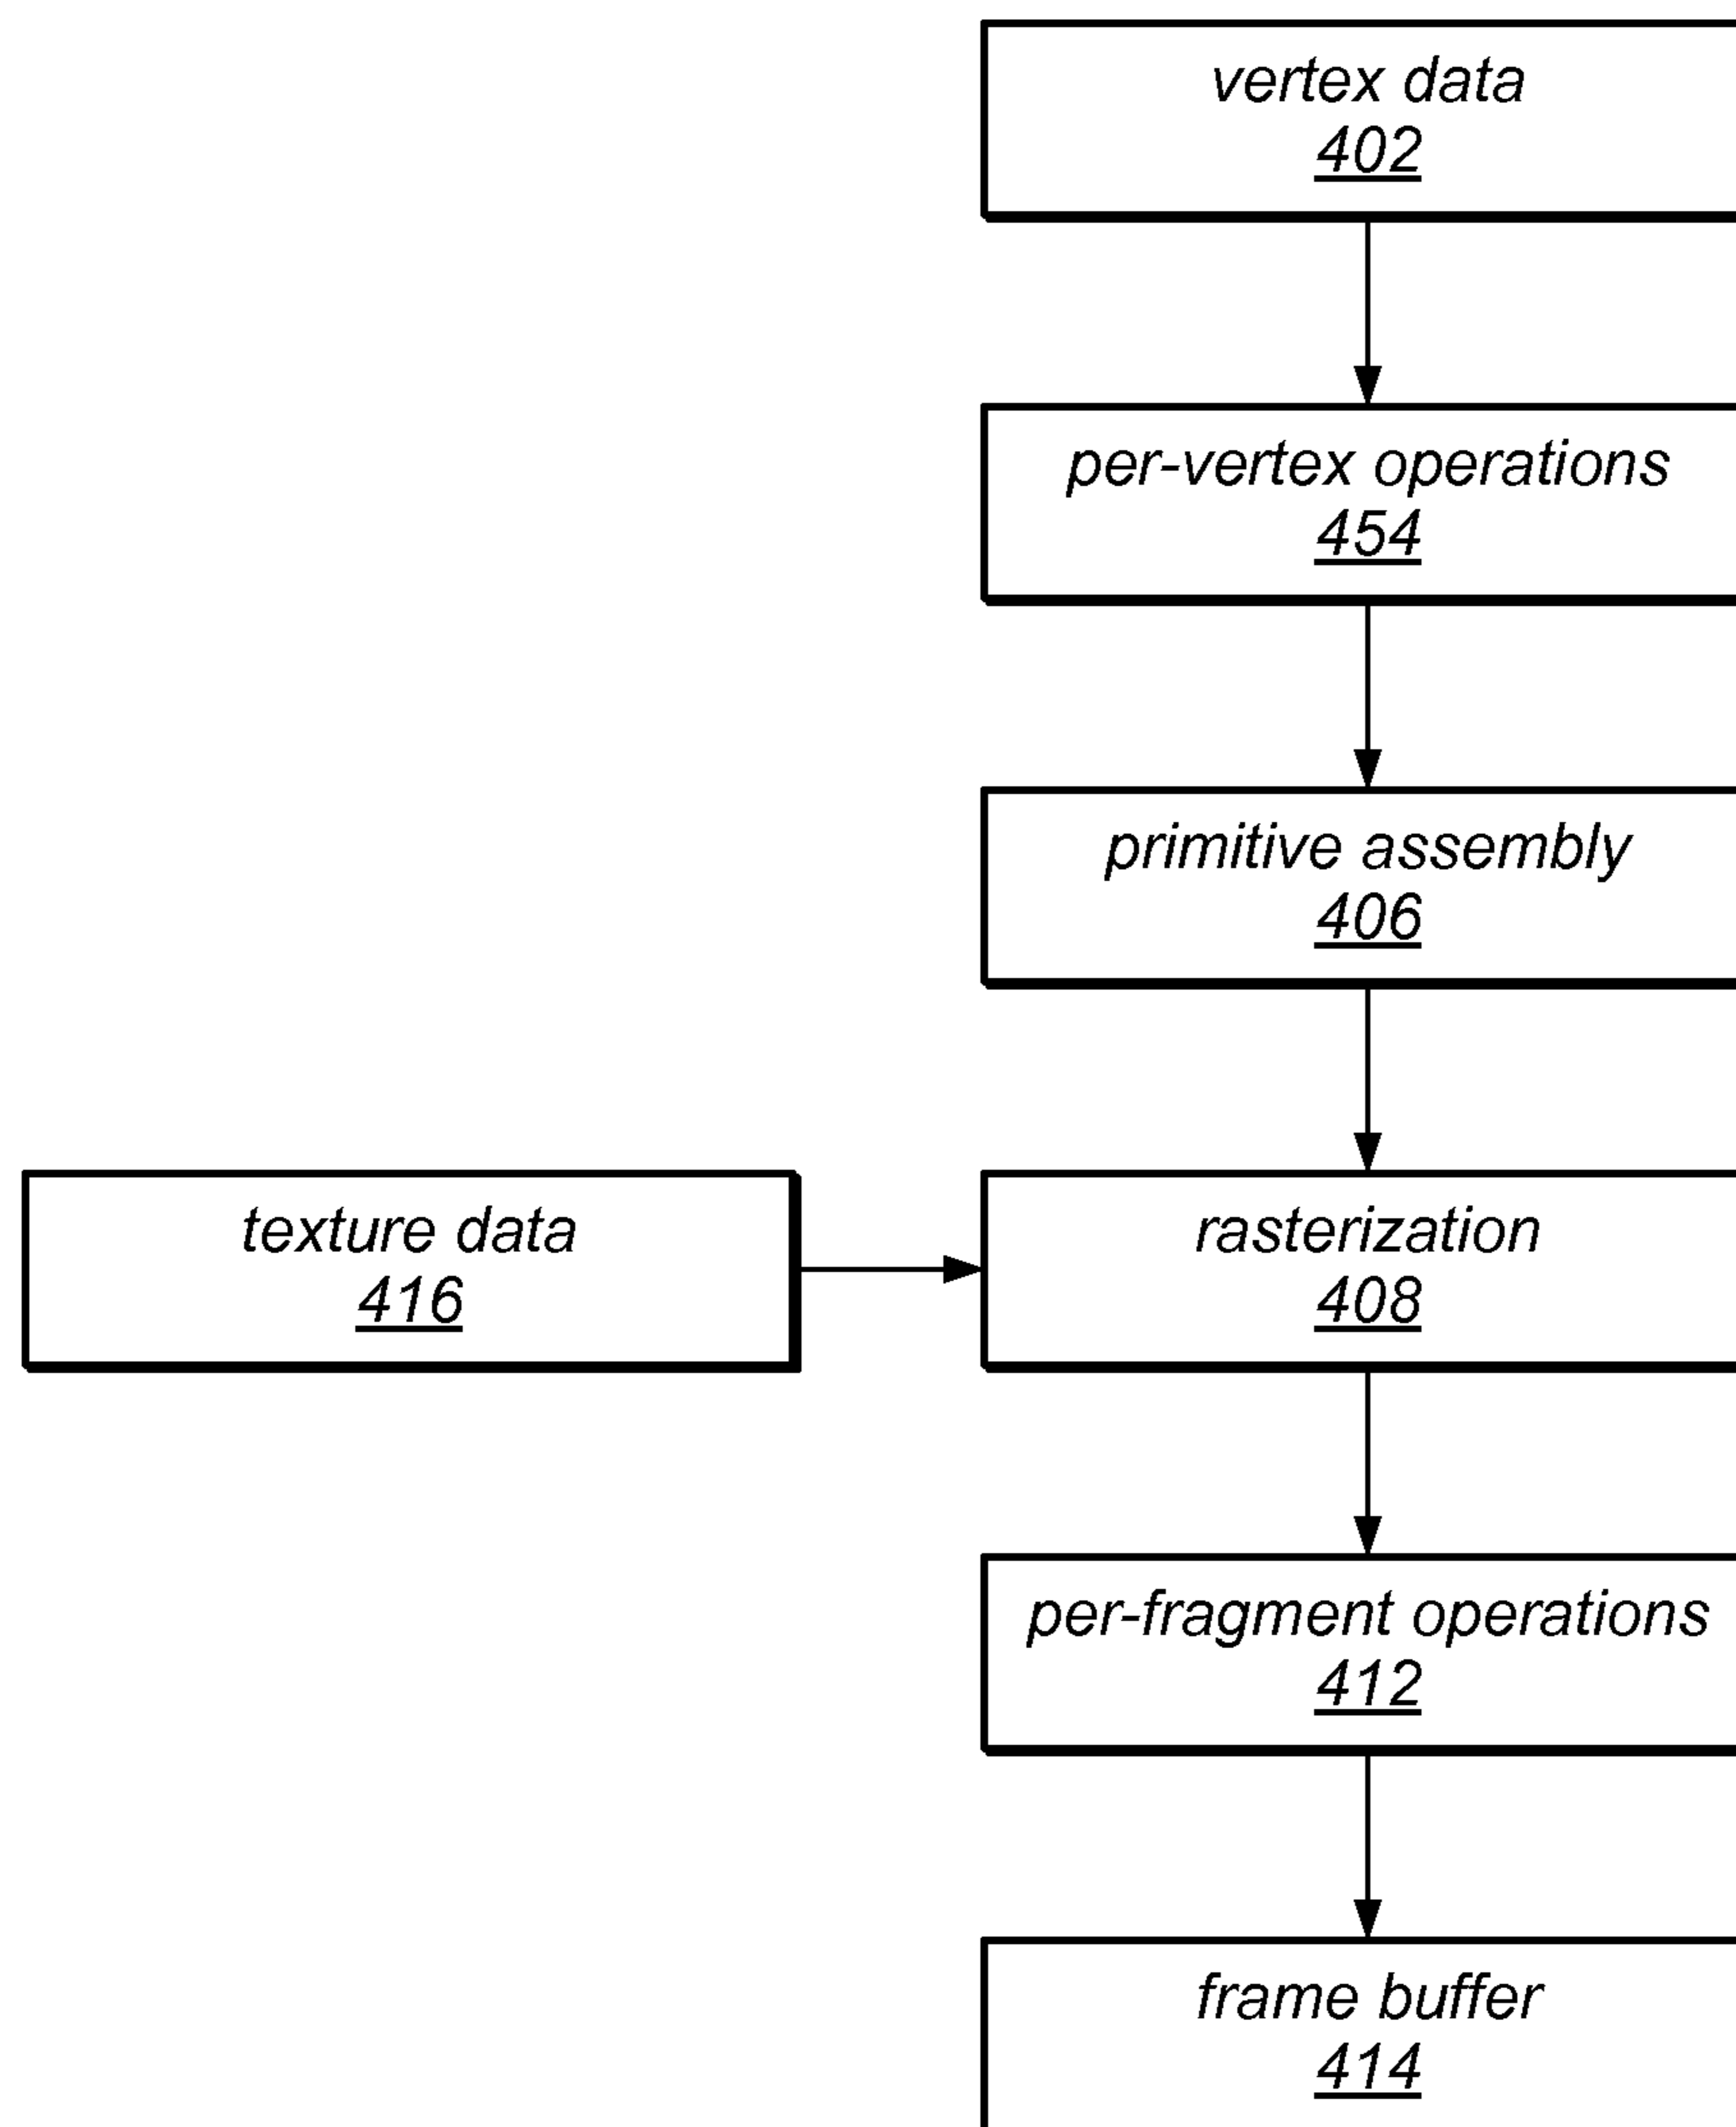 vertex data
402
per-vertex operations
454
primitive assembly
406
texture data
416
rasterization
408
per-fragment operations
412
frame buffer
414